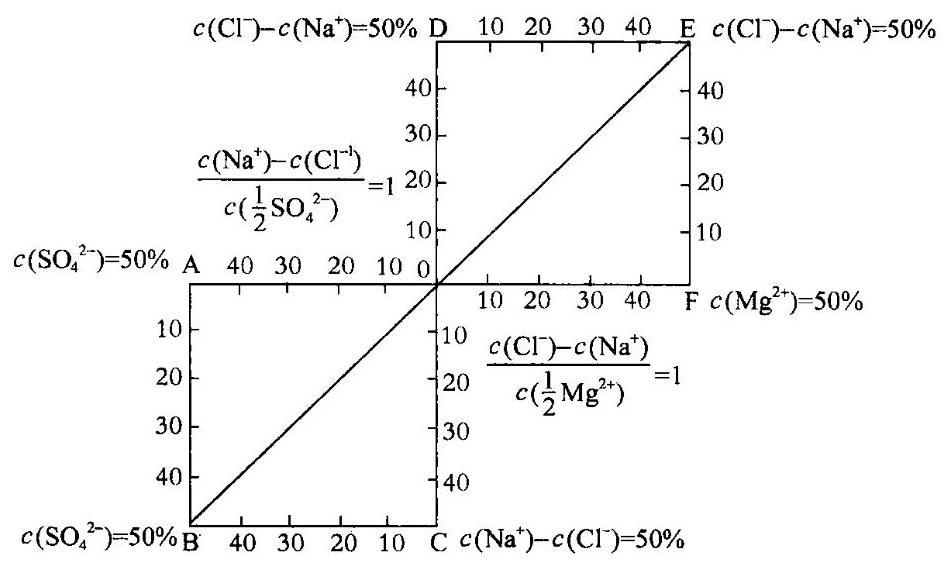 c(Cl⁻)−c(Na⁺)=50% D 10 20 30 40 E c(Cl⁻)−c(Na⁺)=50%
40 40
30 30
c(Na⁺)−c(Cl⁻¹)
c(½SO₄²⁻)
=1 20 20
10 10
c(SO₄²⁻)=50% A 40 30 20 10 0
10 20 30 40 F c(Mg²⁺)=50%
10 10
c(Cl⁻)−c(Na⁺)
c(½Mg²⁺)
=1
20 20
30 30
40 40
c(SO₄²⁻)=50% B 40 30 20 10 C c(Na⁺)−c(Cl⁻)=50%